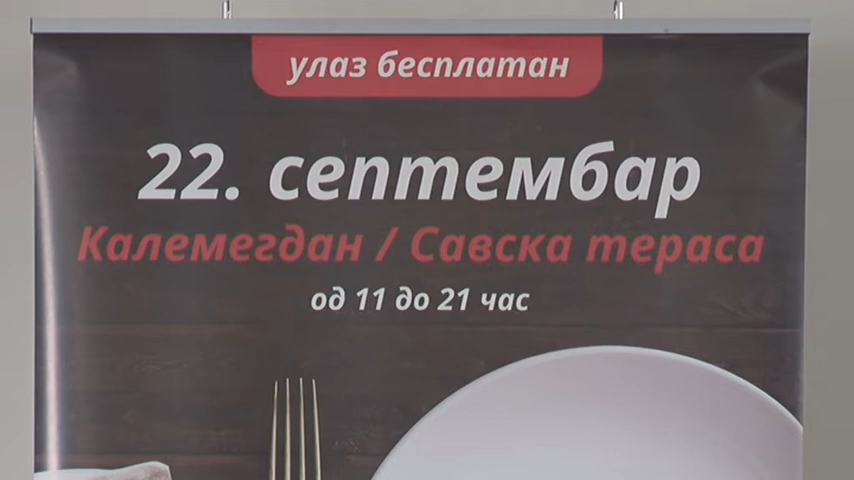 улаз бесплатан
22. септембар
Калемегдан / Савска тераса
од 11 до 21 час